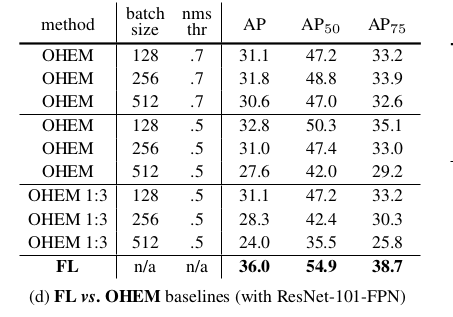 method batch size nms thr AP AP50 AP75
OHEM 128 .7 31.1 47.2 33.2
OHEM 256 .7 31.8 48.8 33.9
OHEM 512 .7 30.6 47.0 32.6
OHEM 128 .5 32.8 50.3 35.1
OHEM 256 .5 31.0 47.4 33.0
OHEM 512 .5 27.6 42.0 29.2
OHEM 1:3 128 .5 31.1 47.2 33.2
OHEM 1:3 256 .5 28.3 42.4 30.3
OHEM 1:3 512 .5 24.0 35.5 25.8
FL n/a n/a 36.0 54.9 38.7
(d) FL vs. OHEM baselines (with ResNet-101-FPN)